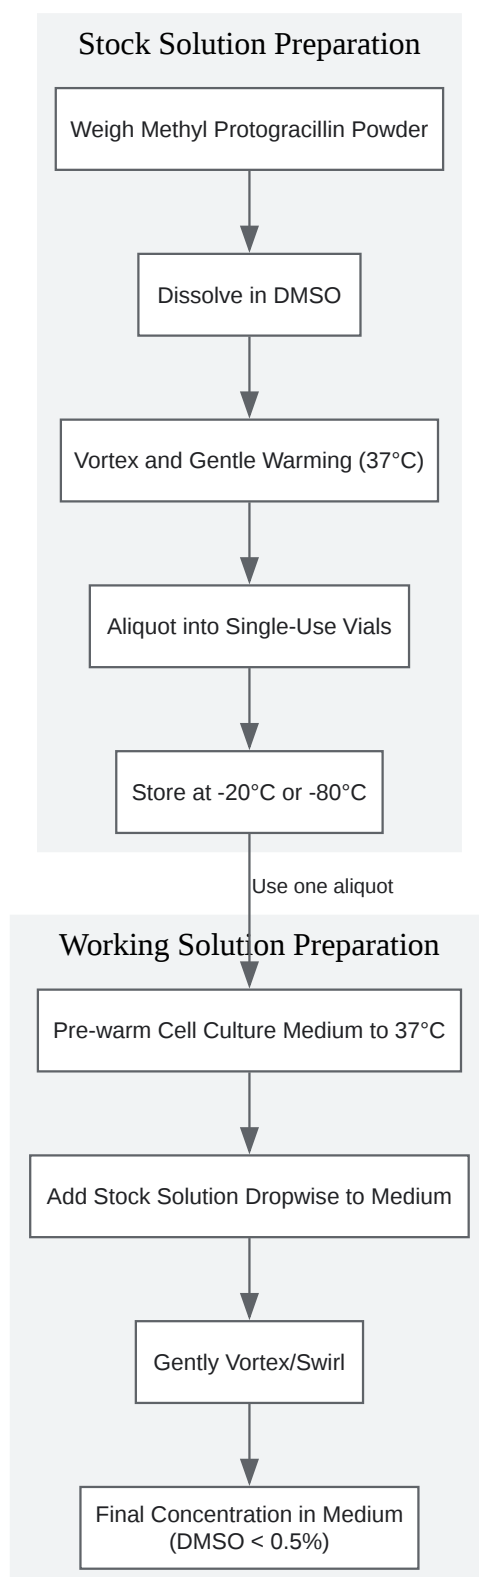 Stock Solution Preparation
Weigh Methyl Protogracillin Powder
Dissolve in DMSO
Vortex and Gentle Warming (37°C)
Aliquot into Single-Use Vials
Store at -20°C or -80°C
Use one aliquot
Working Solution Preparation
Pre-warm Cell Culture Medium to 37°C
Add Stock Solution Dropwise to Medium
Gently Vortex/Swirl
Final Concentration in Medium
(DMSO < 0.5%)